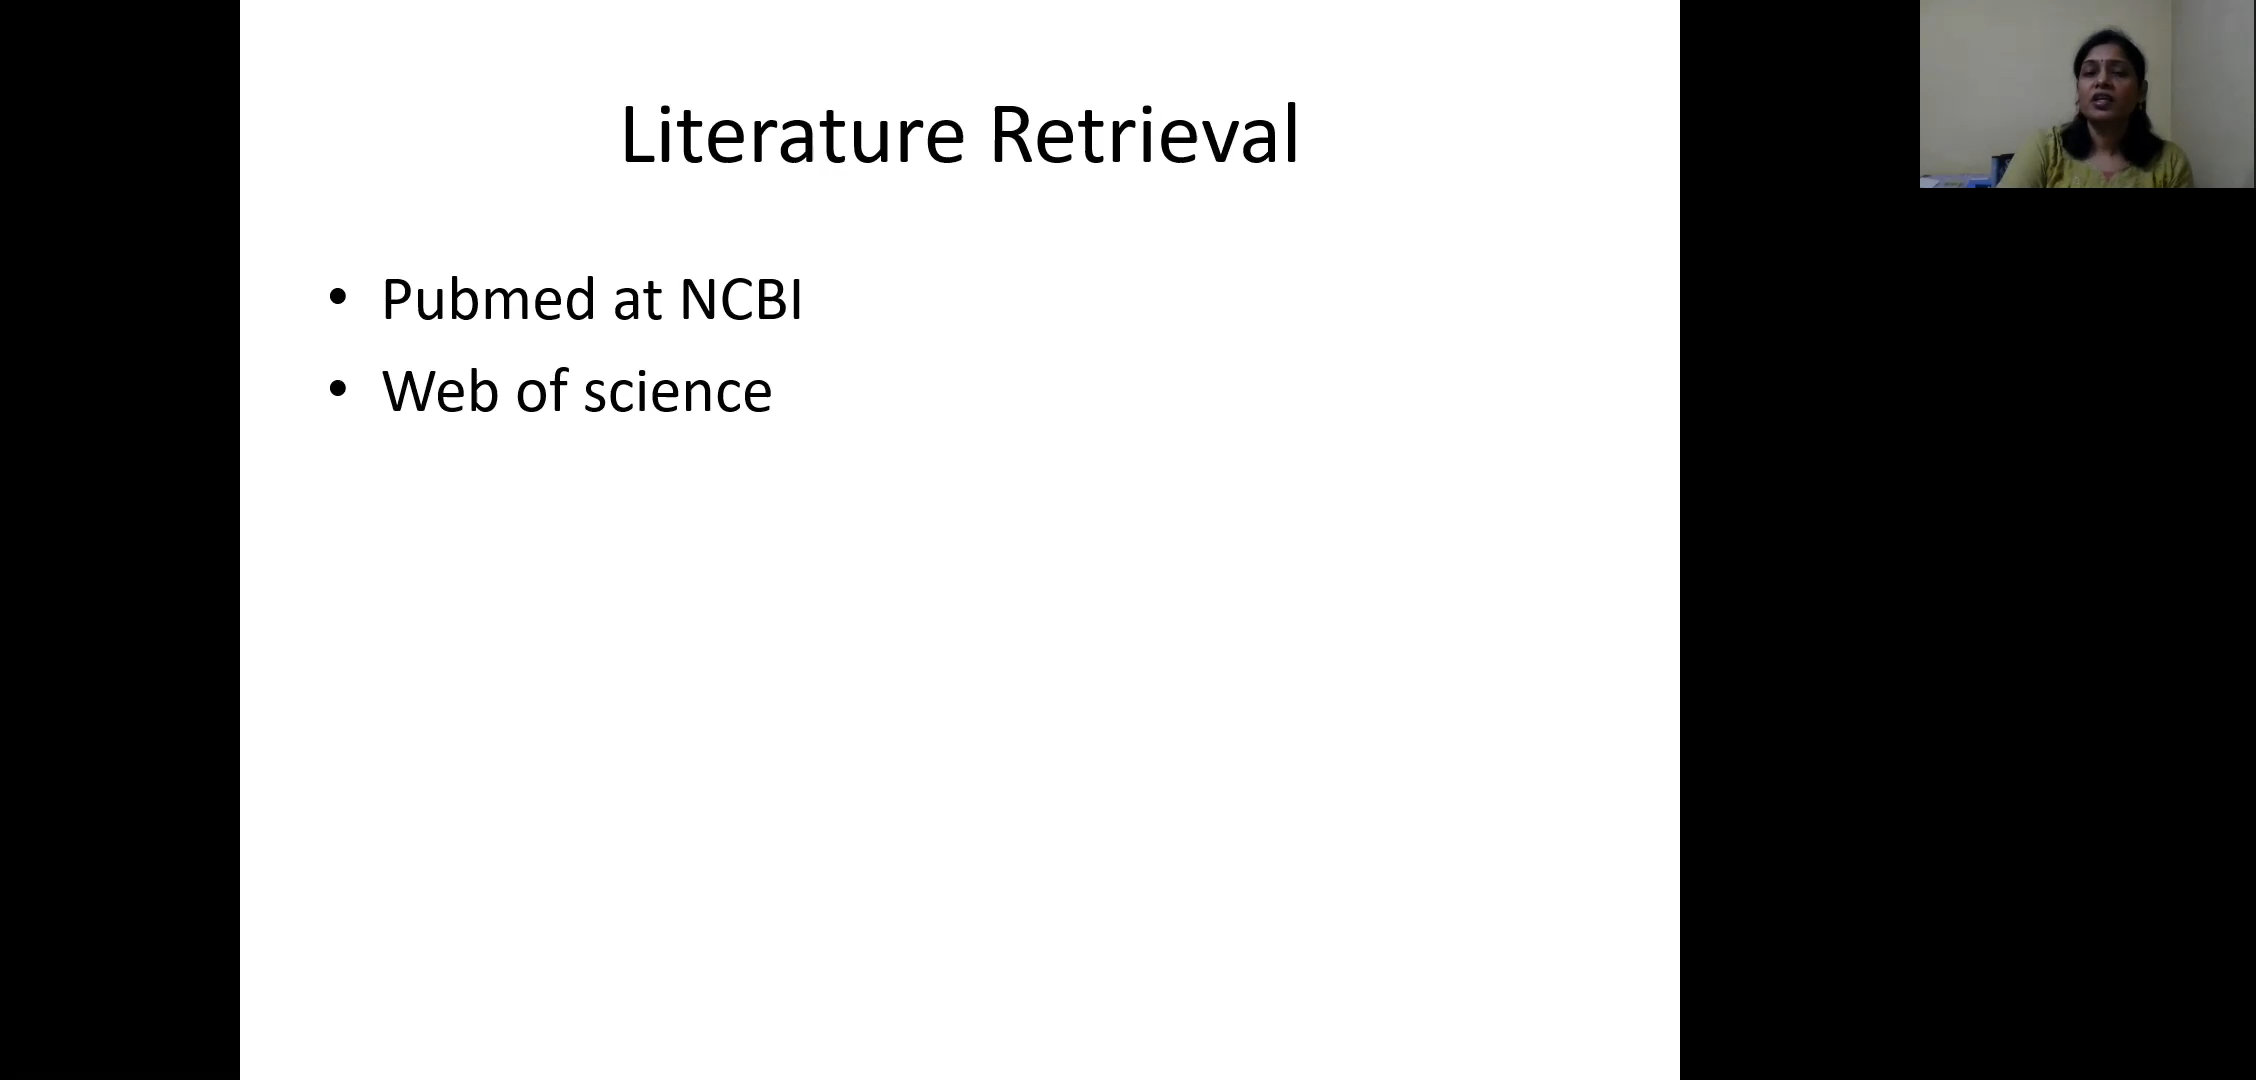 Literature Retrieval
• Pubmed at NCBI
• Web of science